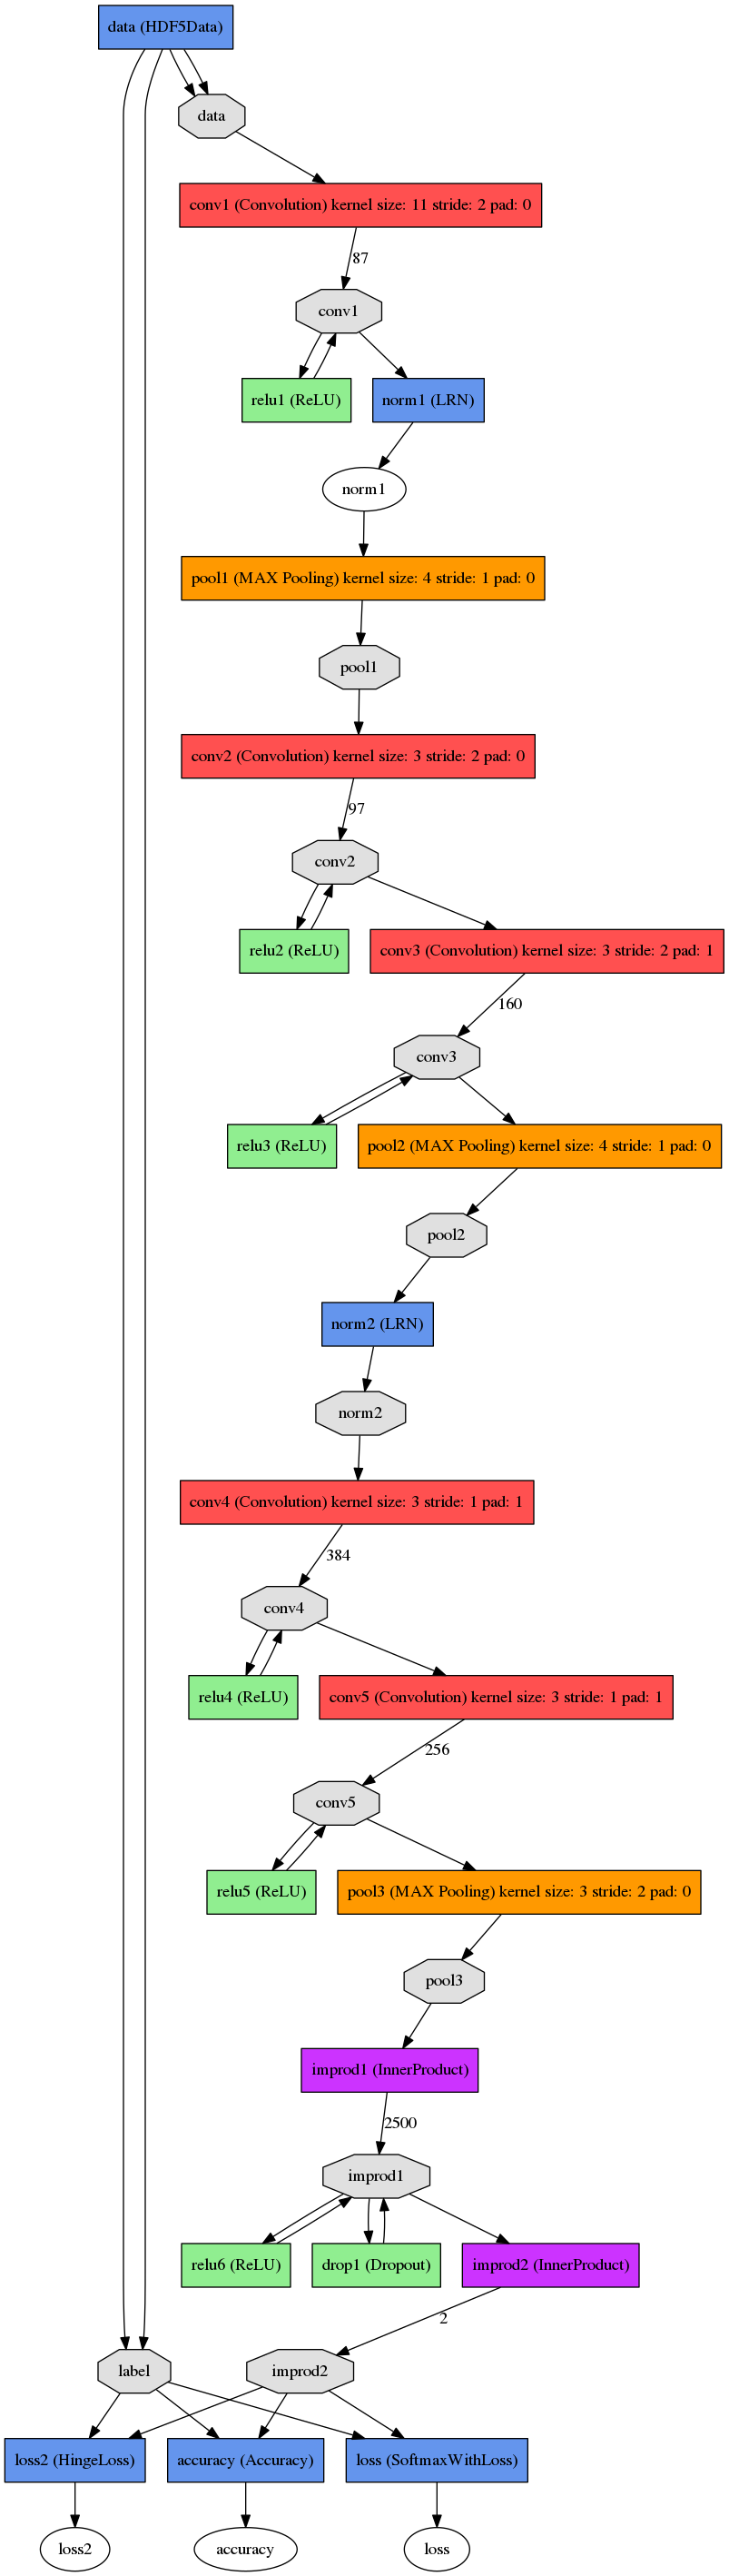 data (HDF5Data)
data
conv1 (Convolution) kernel size: 11 stride: 2 pad: 0
87
conv1
relu1 (ReLU)
norm1 (LRN)
norm1
pool1 (MAX Pooling) kernel size: 4 stride: 1 pad: 0
pool1
conv2 (Convolution) kernel size: 3 stride: 2 pad: 0
97
conv2
relu2 (ReLU)
conv3 (Convolution) kernel size: 3 stride: 2 pad: 1
160
conv3
relu3 (ReLU)
pool2 (MAX Pooling) kernel size: 4 stride: 1 pad: 0
pool2
norm2 (LRN)
norm2
conv4 (Convolution) kernel size: 3 stride: 1 pad: 1
384
conv4
relu4 (ReLU)
conv5 (Convolution) kernel size: 3 stride: 1 pad: 1
256
conv5
relu5 (ReLU)
pool3 (MAX Pooling) kernel size: 3 stride: 2 pad: 0
pool3
improd1 (InnerProduct)
2500
improd1
relu6 (ReLU)
drop1 (Dropout)
improd2 (InnerProduct)
2
label
improd2
loss2 (HingeLoss)
accuracy (Accuracy)
loss (SoftmaxWithLoss)
loss2
accuracy
loss